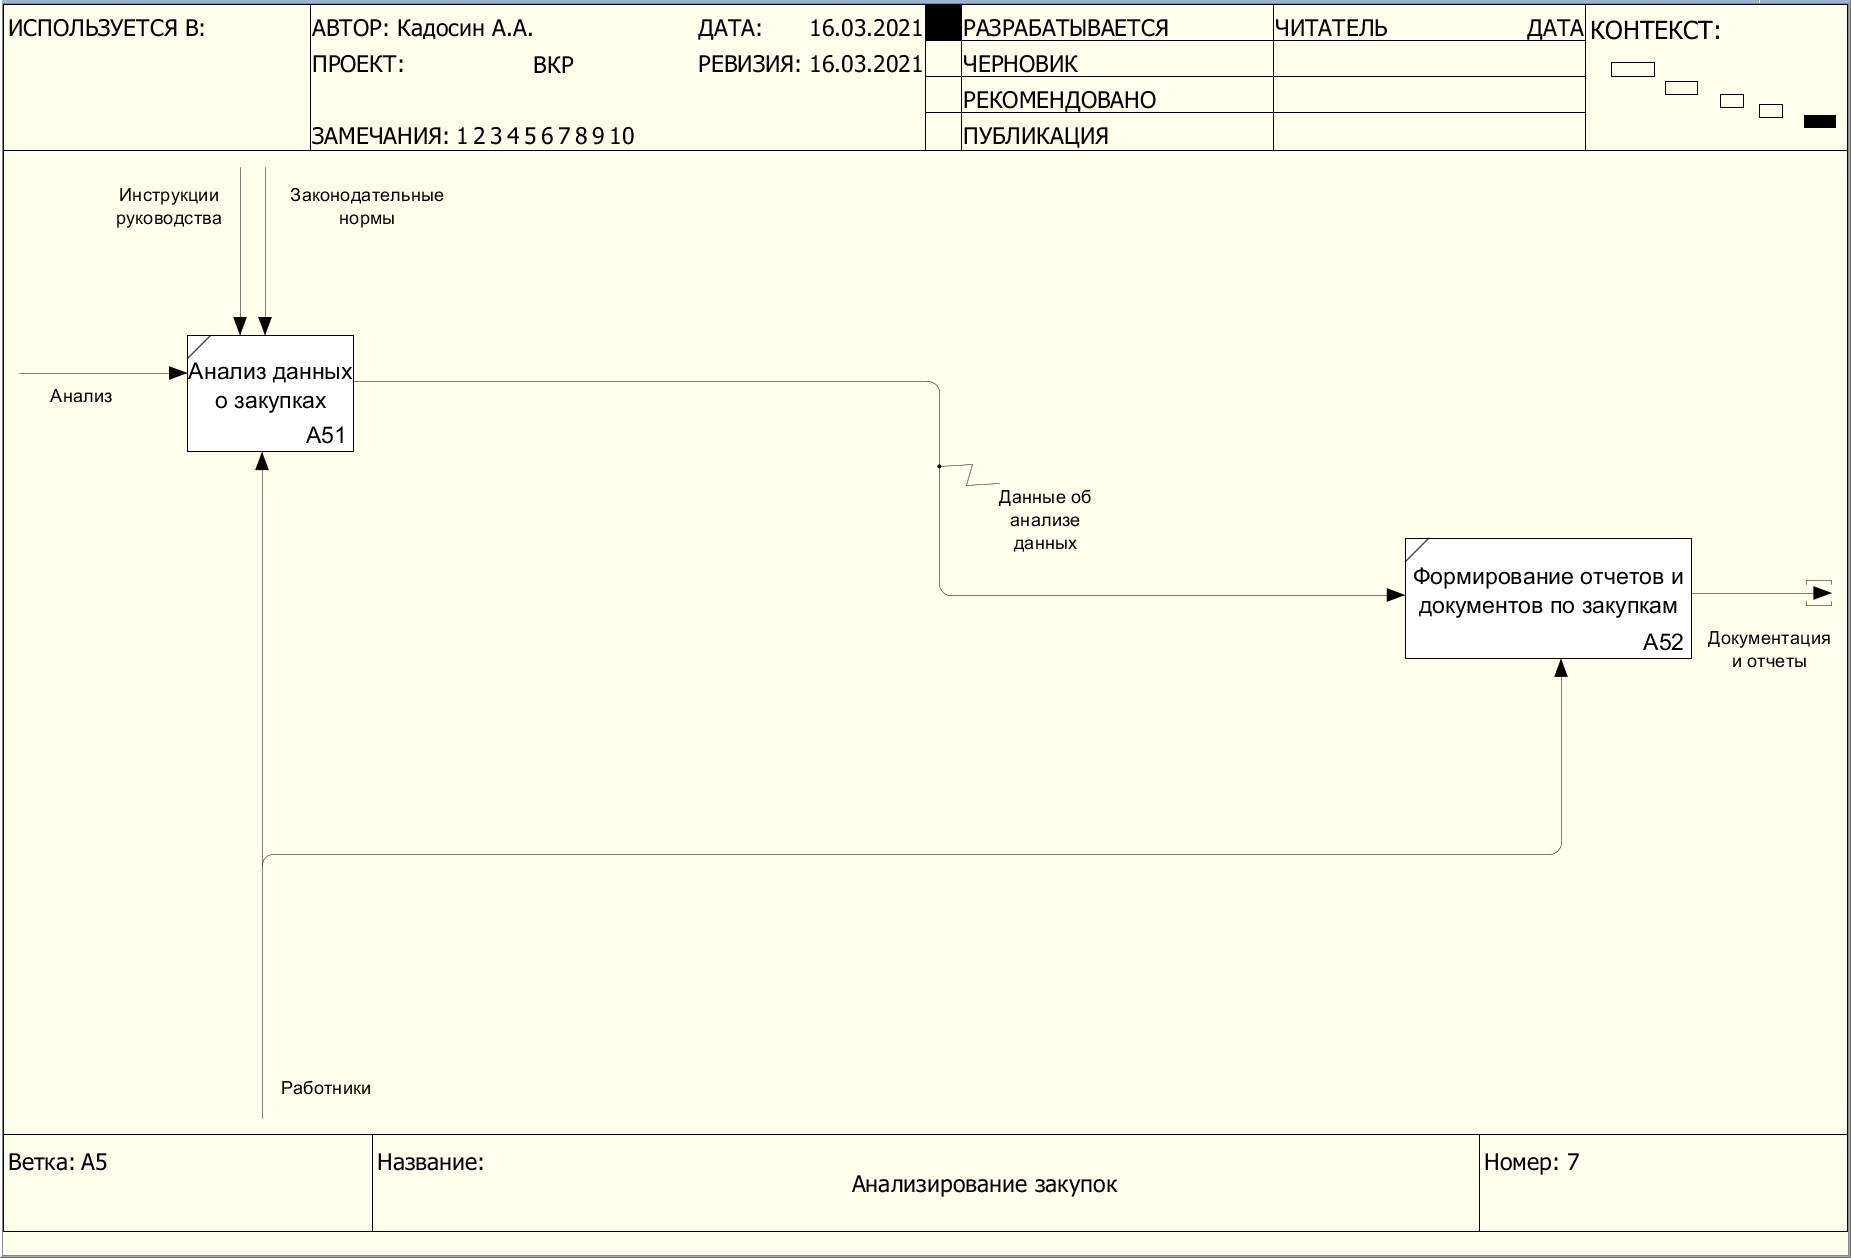 ИСПОЛЬЗУЕТСЯ В:
АВТОР: Кадосин А.А.
ДАТА: 16.03.2021
ПРОЕКТ: ВКР
РЕВИЗИЯ: 16.03.2021
ЗАМЕЧАНИЯ: 1 2 3 4 5 6 7 8 9 10
РАЗРАБАТЫВАЕТСЯ
ЧЕРНОВИК
РЕКОМЕНДОВАНО
ПУБЛИКАЦИЯ
ЧИТАТЕЛЬ ДАТА
КОНТЕКСТ:
Инструкции
руководства
Законодательные
нормы
Анализ
Анализ данных
о закупках
A51
Данные об
анализе
данных
Формирование отчетов и
документов по закупкам
A52
Документация
и отчеты
Работники
Ветка: A5
Название:
Анализирование закупок
Номер: 7